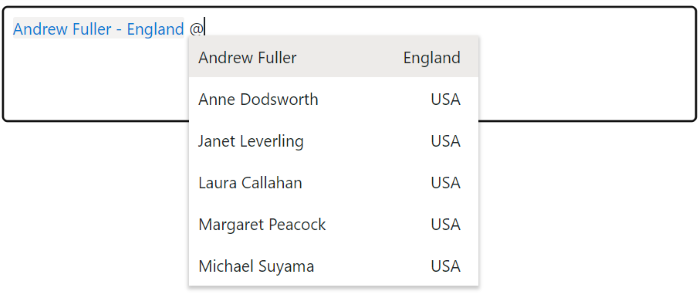 Andrew Fuller - England @
Andrew Fuller England
Anne Dodsworth USA
Janet Leverling USA
Laura Callahan USA
Margaret Peacock USA
Michael Suyama USA